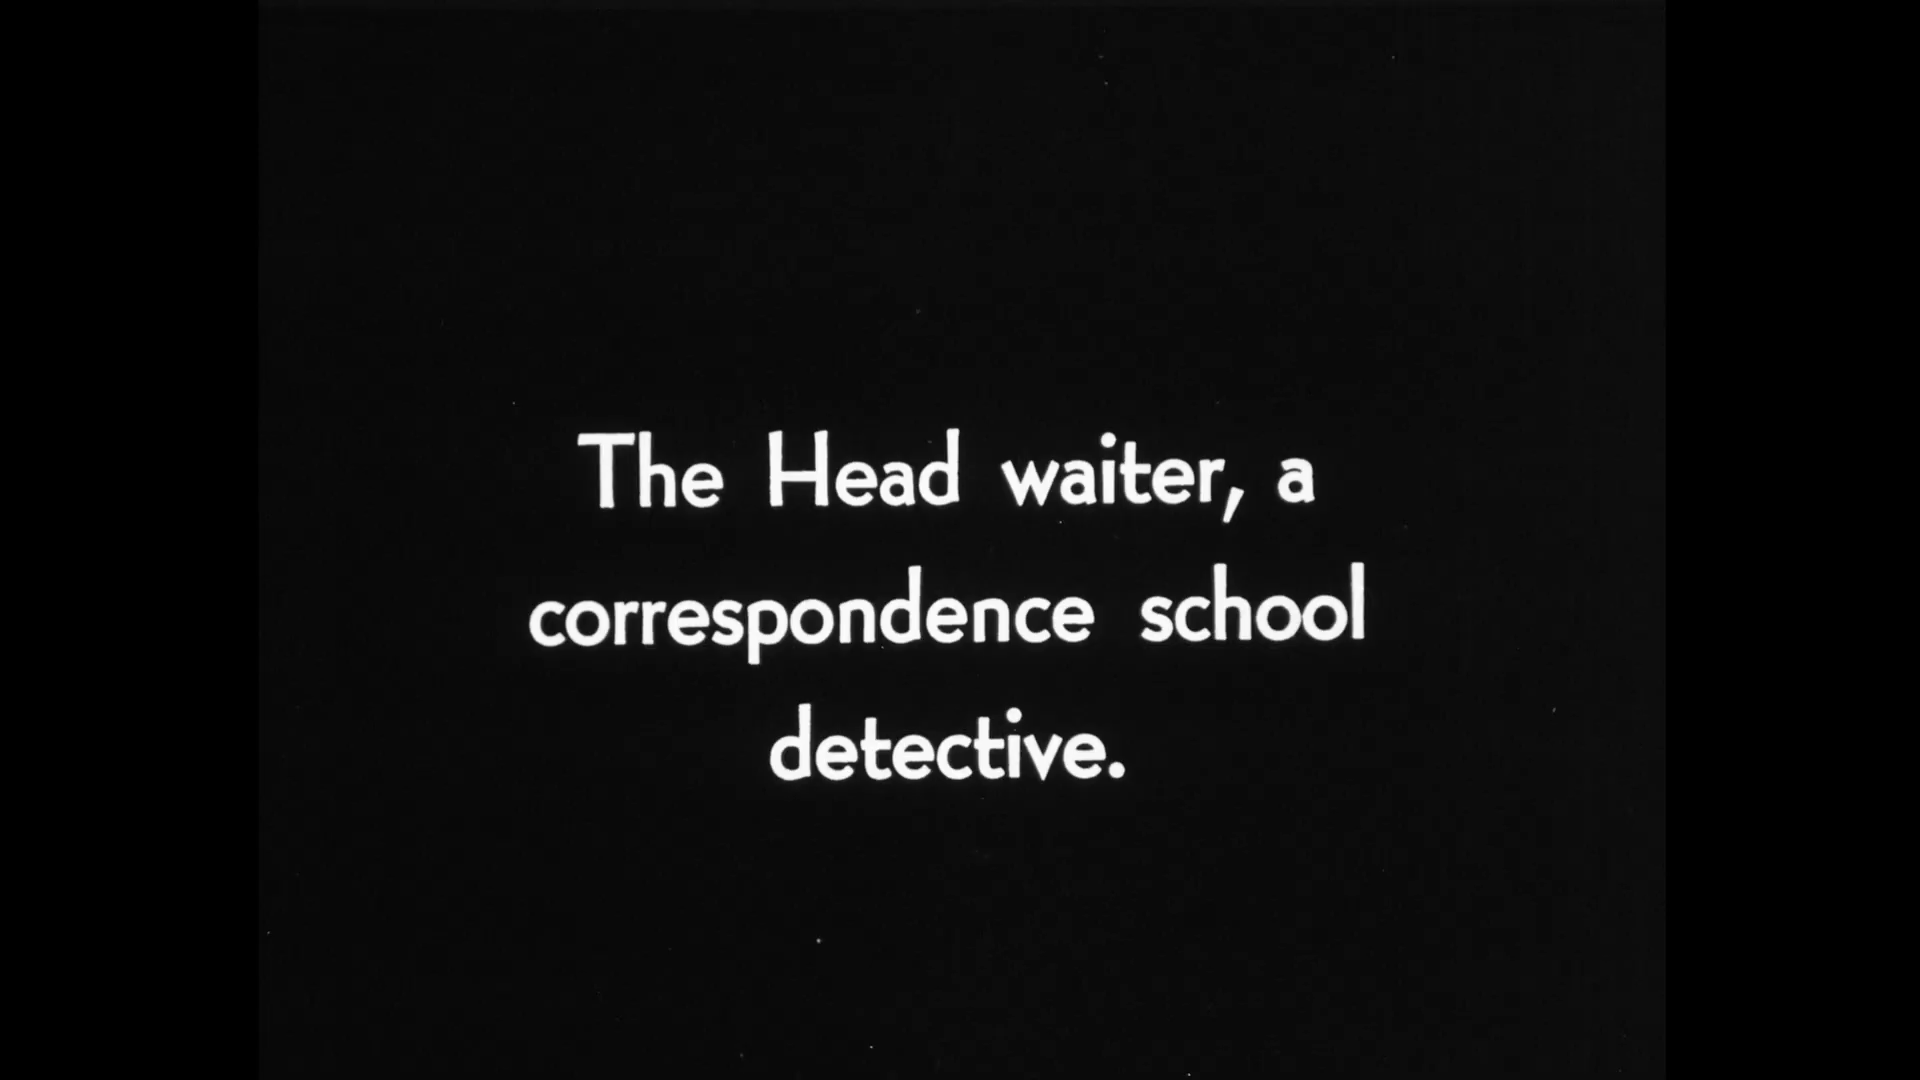 The Head waiter, a
correspondence school
detective.